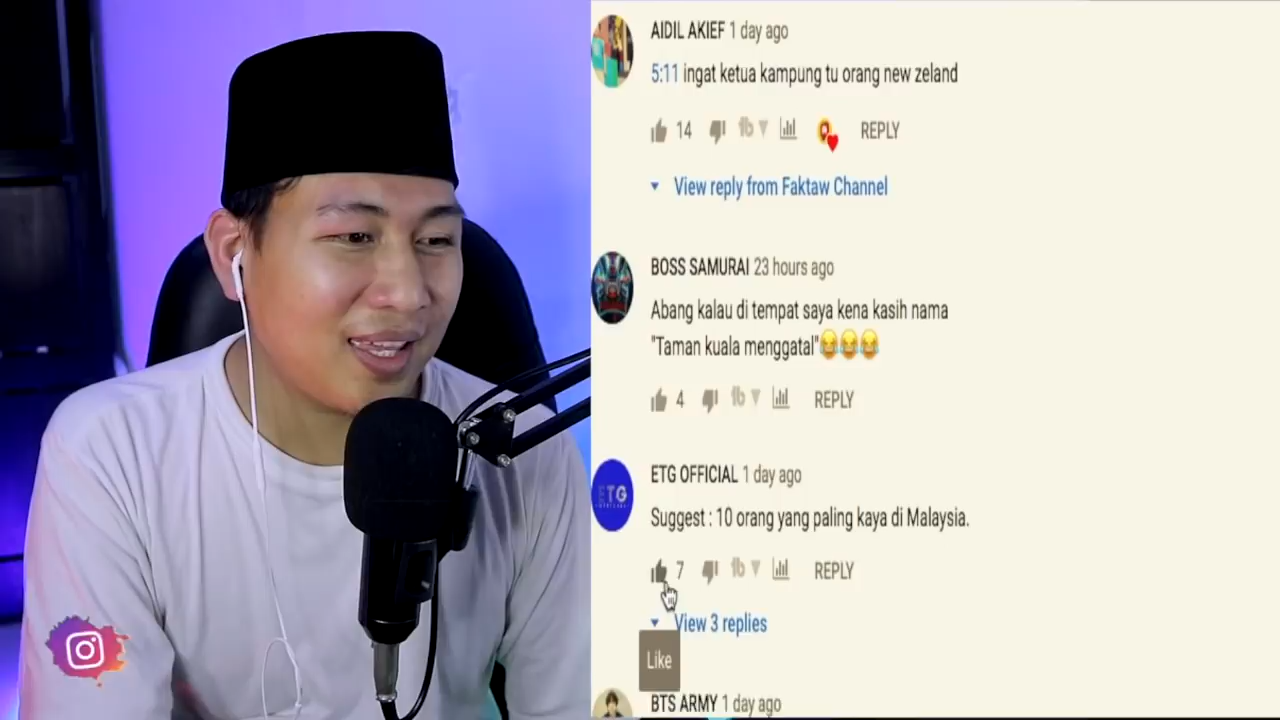 AIDIL AKIEF 1 day ago
5:11 ingat ketua kampung tu orang new zeland
14 REPLY
View reply from Faktaw Channel
BOSS SAMURAI 23 hours ago
Abang kalau di tempat saya kena kasih nama
"Taman kuala menggatal"😂😂😂
4 REPLY
ETG OFFICIAL 1 day ago
ETG
Suggest : 10 orang yang paling kaya di Malaysia.
7 REPLY
View 3 replies
Like
BTS ARMY 1 day ago